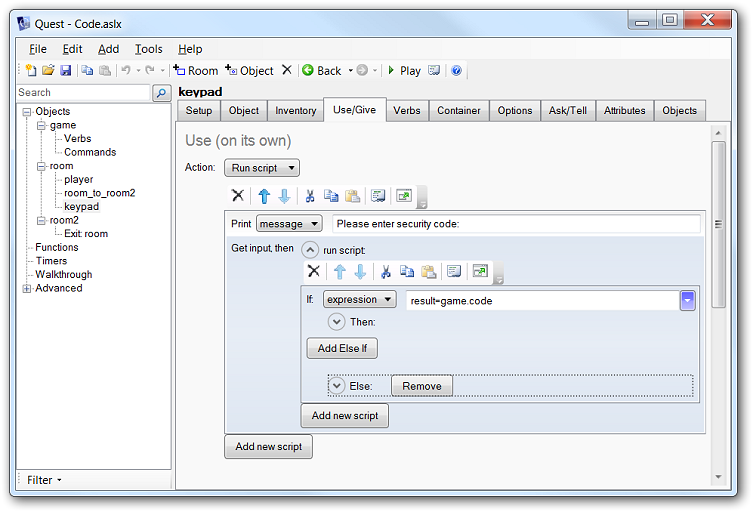 Quest - Code.aslx
File Edit Add Tools Help
Room Object Back Play
Search
keypad
Setup Object Inventory Use/Give Verbs Container Options Ask/Tell Attributes Objects
Objects
game
Verbs
Commands
room
player
room_to_room2
keypad
room2
Exit: room
Functions
Timers
Walkthrough
Advanced
Filter
Use (on its own)
Action: Run script
Print message Please enter security code:
Get input, then run script:
If: expression result=game.code
Then:
Add Else If
Else: Remove
Add new script
Add new script